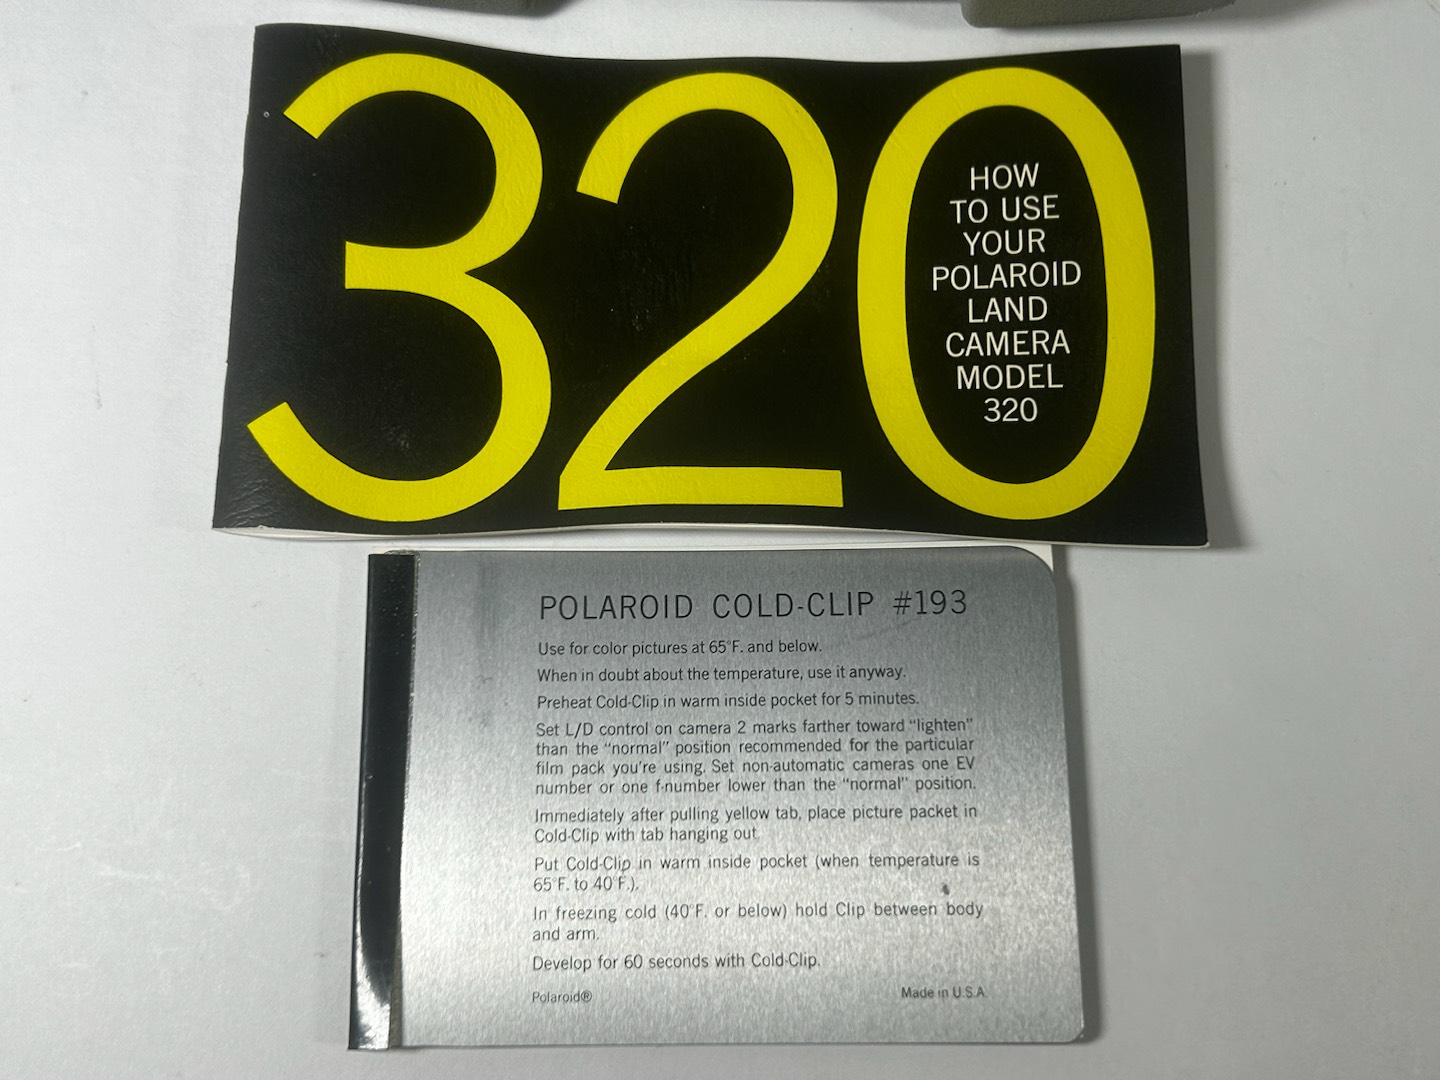 320
HOW
TO USE
YOUR
POLAROID
LAND
CAMERA
MODEL
320
POLAROID COLD-CLIP #193
Use for color pictures at 65°F. and below.
When in doubt about the temperature, use it anyway.
Preheat Cold-Clip in warm inside pocket for 5 minutes.
Set L/D control on camera 2 marks farther toward “lighten”
than the “normal” position recommended for the particular
film pack you’re using. Set non-automatic cameras one EV
number or one f-number lower than the “normal” position.
Immediately after pulling yellow tab, place picture packet in
Cold-Clip with tab hanging out.
Put Cold-Clip in warm inside pocket (when temperature is
65°F. to 40°F.).
In freezing cold (40°F. or below) hold Clip between body
and arm.
Develop for 60 seconds with Cold-Clip.
Polaroid® Made in U.S.A.